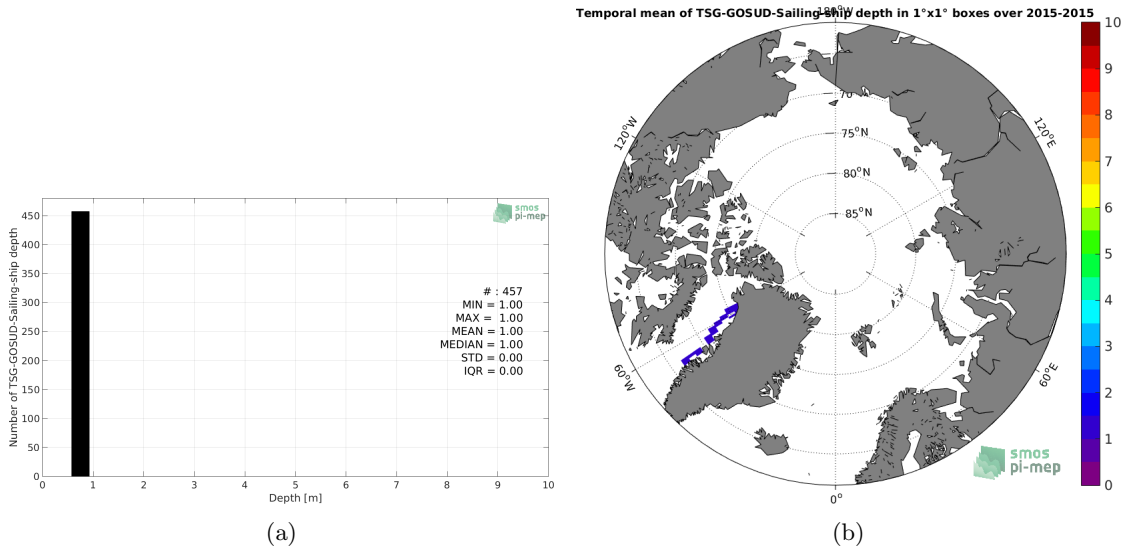 Temporal mean of TSG-GOSUD-Sailing-ship depth in 1°x1° boxes over 2015-2015
Number of TSG-GOSUD-Sailing-ship depth
450
400
350
300
250
200
150
100
50
0
smos
pi-mep
# : 457
MIN = 1.00
MAX = 1.00
MEAN = 1.00
MEDIAN = 1.00
STD = 0.00
IQR = 0.00
0 1 2 3 4 5 6 7 8 9 10
Depth [m]
(a)
180°W
120°W
120°E
60°W
60°E
0°
75°N
80°N
85°N
smos
pi-mep
10
9
8
7
6
5
4
3
2
1
0
(b)